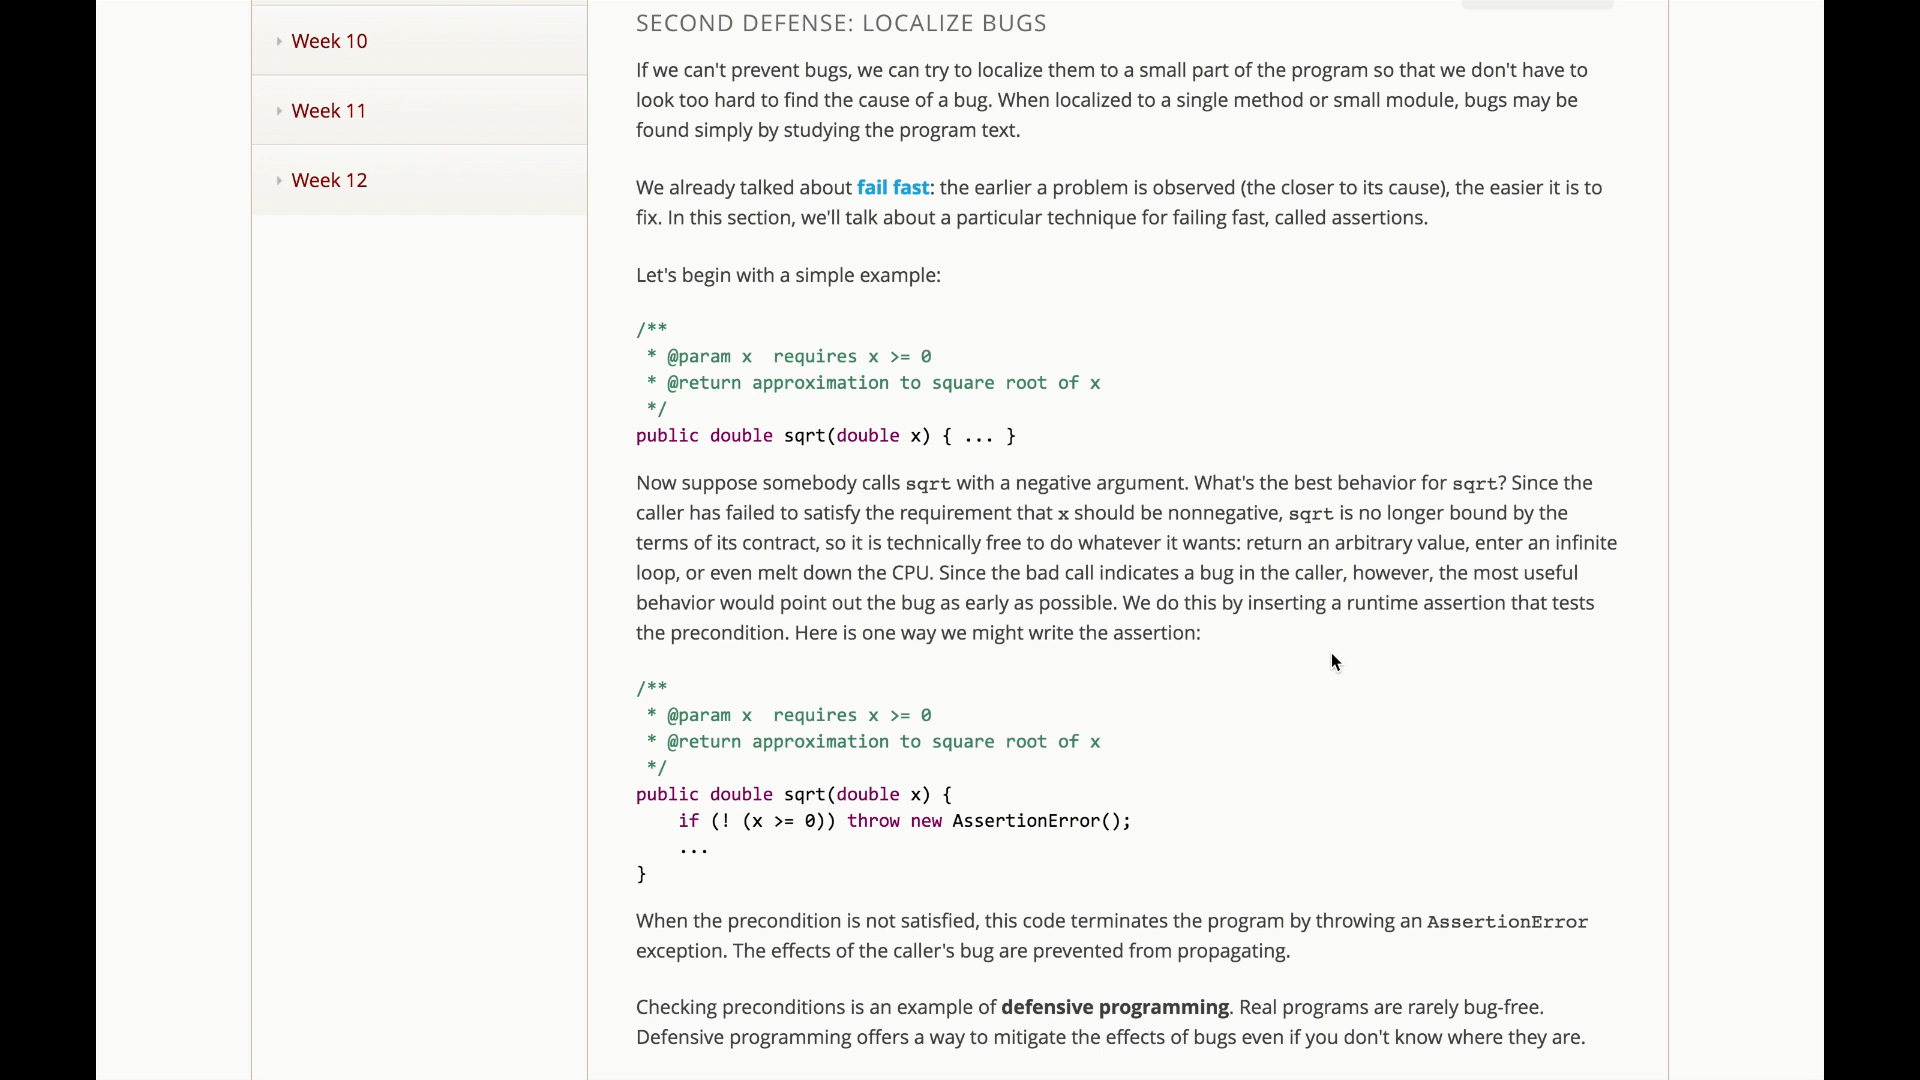 Week 10
Week 11
Week 12
SECOND DEFENSE: LOCALIZE BUGS
If we can't prevent bugs, we can try to localize them to a small part of the program so that we don't have to
look too hard to find the cause of a bug. When localized to a single method or small module, bugs may be
found simply by studying the program text.
We already talked about fail fast: the earlier a problem is observed (the closer to its cause), the easier it is to
fix. In this section, we'll talk about a particular technique for failing fast, called assertions.
Let's begin with a simple example:
/**
 * @param x  requires x >= 0
 * @return approximation to square root of x
 */
public double sqrt(double x) { ... }
Now suppose somebody calls sqrt with a negative argument. What's the best behavior for sqrt? Since the
caller has failed to satisfy the requirement that x should be nonnegative, sqrt is no longer bound by the
terms of its contract, so it is technically free to do whatever it wants: return an arbitrary value, enter an infinite
loop, or even melt down the CPU. Since the bad call indicates a bug in the caller, however, the most useful
behavior would point out the bug as early as possible. We do this by inserting a runtime assertion that tests
the precondition. Here is one way we might write the assertion:
/**
 * @param x  requires x >= 0
 * @return approximation to square root of x
 */
public double sqrt(double x) {
    if (! (x >= 0)) throw new AssertionError();
    ...
}
When the precondition is not satisfied, this code terminates the program by throwing an AssertionError
exception. The effects of the caller's bug are prevented from propagating.
Checking preconditions is an example of defensive programming. Real programs are rarely bug-free.
Defensive programming offers a way to mitigate the effects of bugs even if you don't know where they are.